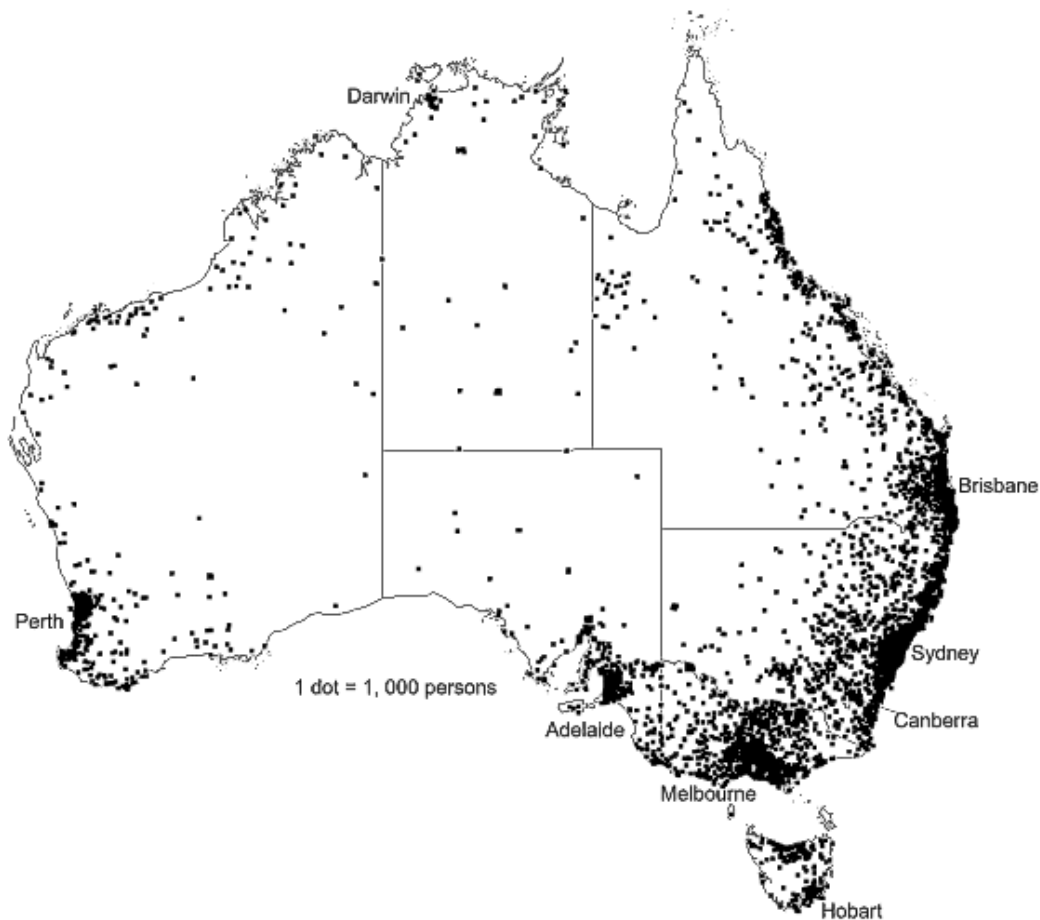 Darwin
Brisbane
Perth
Sydney
1 dot = 1, 000 persons
Canberra
Adelaide
Melbourne
Hobart